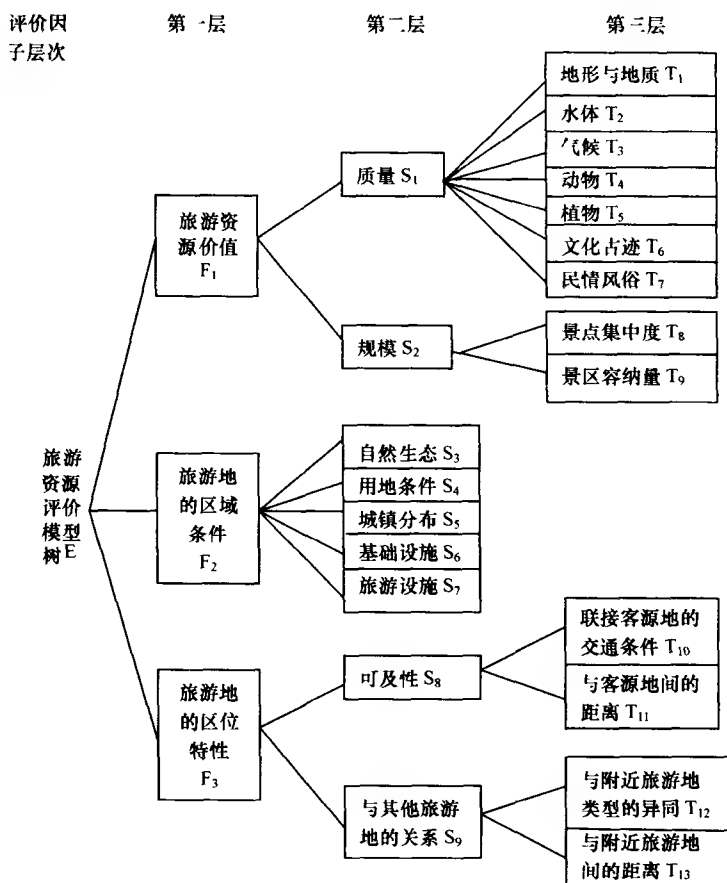 评价因
子层次
第一层
第二层
第三层
旅游
资源
评价
模型
树E
旅游资
源价值
F₁
旅游地
的区域
条件
F₂
旅游地
的区位
特性
F₃
质量 S₁
规模 S₂
自然生态 S₃
用地条件 S₄
城镇分布 S₅
基础设施 S₆
旅游设施 S₇
可及性 S₈
与其他旅游
地的关系 S₉
地形与地质 T₁
水体 T₂
气候 T₃
动物 T₄
植物 T₅
文化古迹 T₆
民情风俗 T₇
景点集中度 T₈
景区容纳量 T₉
联接客源地的
交通条件 T₁₀
与客源地间的
距离 T₁₁
与附近旅游地
类型的异同 T₁₂
与附近旅游地
间的距离 T₁₃